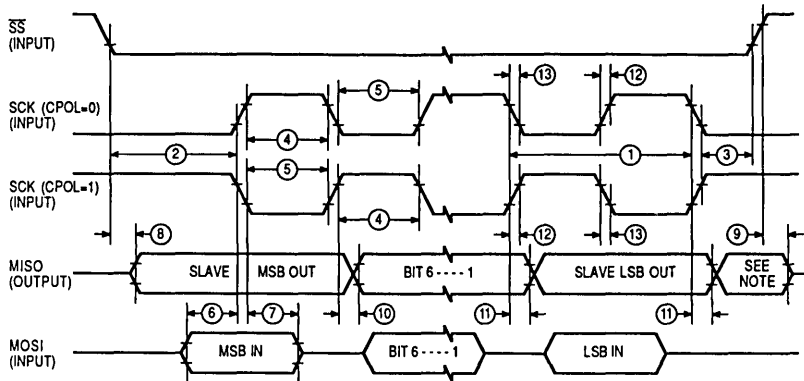 SS
(INPUT)
⑬
⑫
SCK (CPOL=0)
(INPUT)
⑤
④
②
⑤
①
③
SCK (CPOL=1)
(INPUT)
④
⑧
⑫
⑬
⑨
MISO
(OUTPUT)
SLAVE
MSB OUT
BIT 6 - - - - 1
SLAVE LSB OUT
SEE
NOTE
⑥
⑦
⑩
⑪
⑪
MOSI
(INPUT)
MSB IN
BIT 6 - - - - 1
LSB IN